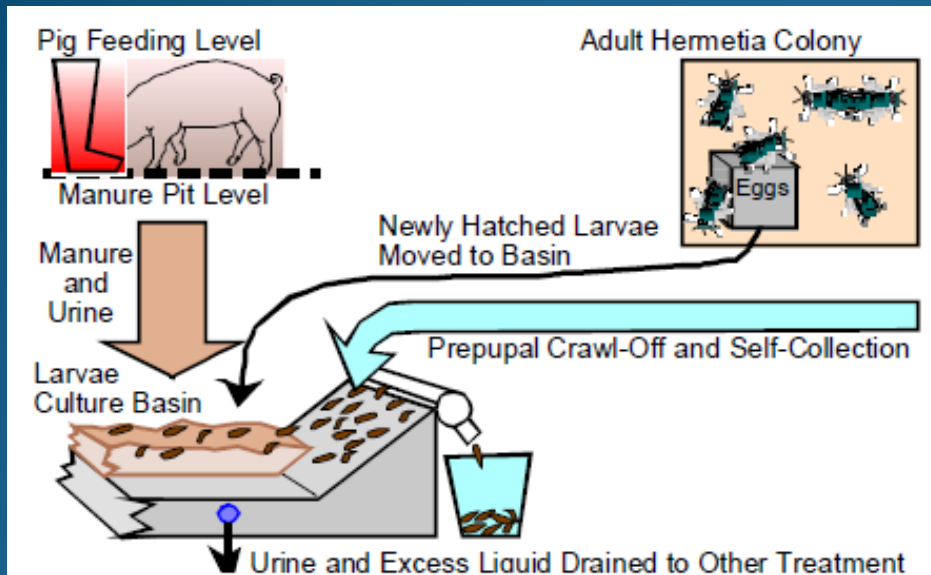 Pig Feeding Level
Adult Hermetia Colony
Manure Pit Level
Eggs
Newly Hatched Larvae
Moved to Basin
Manure
and
Urine
Prepupal Crawl-Off and Self-Collection
Larvae
Culture Basin
Urine and Excess Liquid Drained to Other Treatment